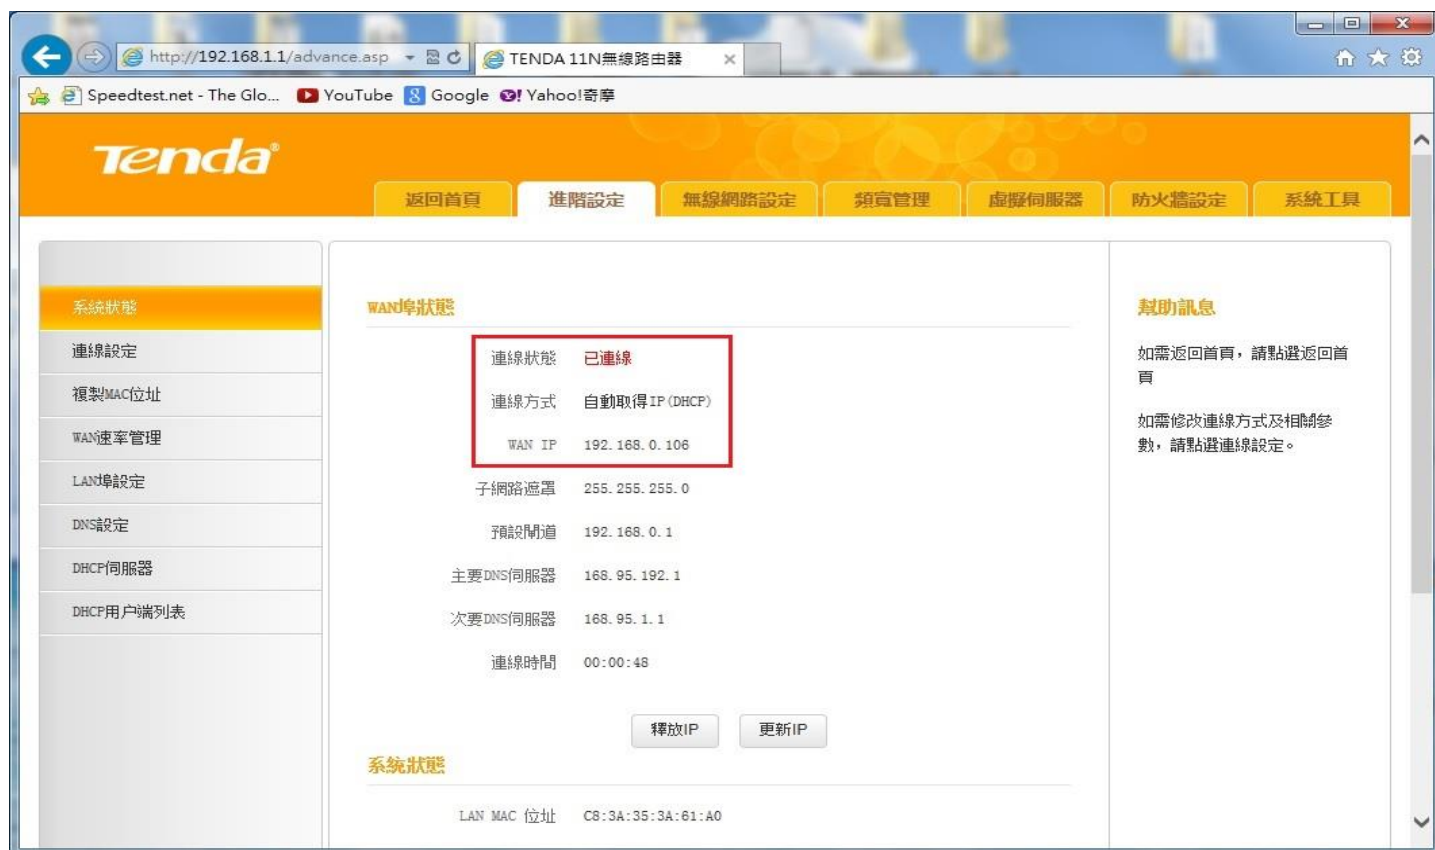 http://192.168.1.1/advance.asp
TENDA 11N無線路由器
Speedtest.net - The Glo...
YouTube
Google
Yahoo!奇摩
Tenda®
返回首頁
進階設定
無線網路設定
頻寬管理
虛擬伺服器
防火牆設定
系統工具
系統狀態
連線設定
複製MAC位址
WAN速率管理
LAN埠設定
DNS設定
DHCP伺服器
DHCP用户端列表
WAN埠狀態
連線狀態 已連線
連線方式 自動取得IP(DHCP)
WAN IP 192.168.0.106
子網路遮罩 255.255.255.0
預設閘道 192.168.0.1
主要DNS伺服器 168.95.192.1
次要DNS伺服器 168.95.1.1
連線時間 00:00:48
釋放IP 更新IP
系統狀態
LAN MAC 位址 C8:3A:35:3A:61:A0
幫助訊息
如需返回首頁，請點選返回首
頁
如需修改連線方式及相關參
數，請點選連線設定。